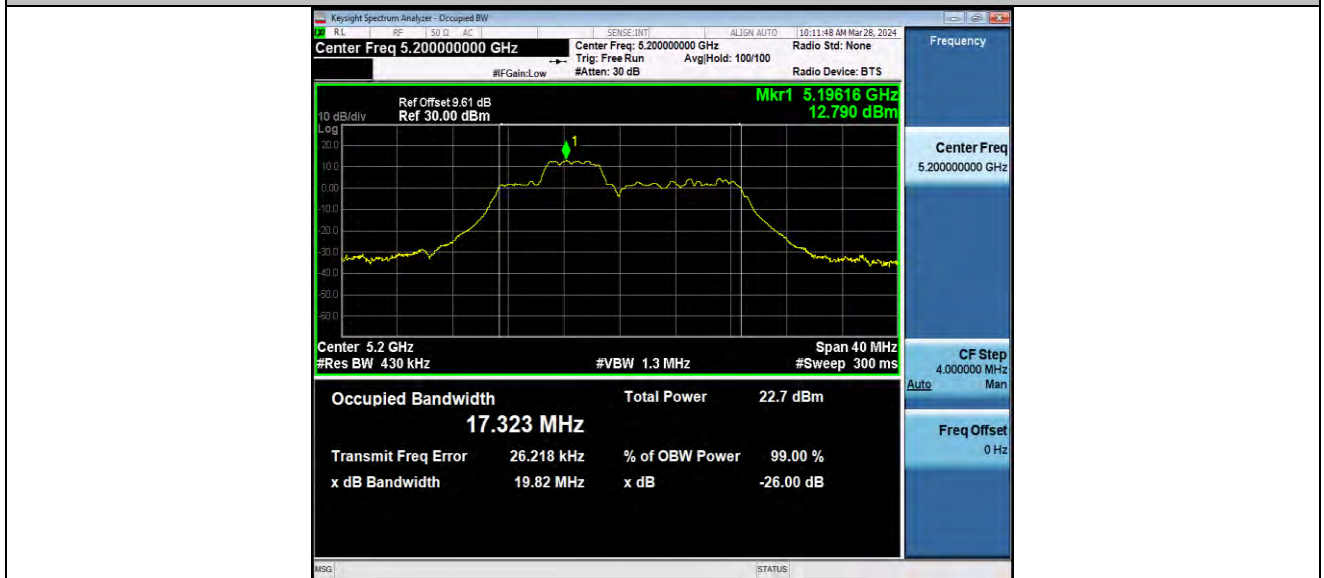 Keysight Spectrum Analyzer - Occupied BW
RL RF 50 Ω AC SENSE:INT ALIGN AUTO 10:11:48 AM Mar 28, 2024
Center Freq 5.200000000 GHz
Center Freq: 5.200000000 GHz Radio Std: None
Trig: Free Run Avg|Hold: 100/100
#IFGain:Low #Atten: 30 dB Radio Device: BTS
Frequency
Mkr1 5.19616 GHz
12.790 dBm
Ref Offset 9.61 dB
10 dB/div Ref 30.00 dBm
Log
20.0
1
10.0
0.00
-10.0
-20.0
-30.0
-40.0
-50.0
-60.0
Center 5.2 GHz Span 40 MHz
#Res BW 430 kHz #VBW 1.3 MHz #Sweep 300 ms
Occupied Bandwidth Total Power 22.7 dBm
17.323 MHz
Transmit Freq Error 26.218 kHz % of OBW Power 99.00 %
x dB Bandwidth 19.82 MHz x dB -26.00 dB
Center Freq
5.200000000 GHz
CF Step
4.000000 MHz
Auto Man
Freq Offset
0 Hz
MSG STATUS